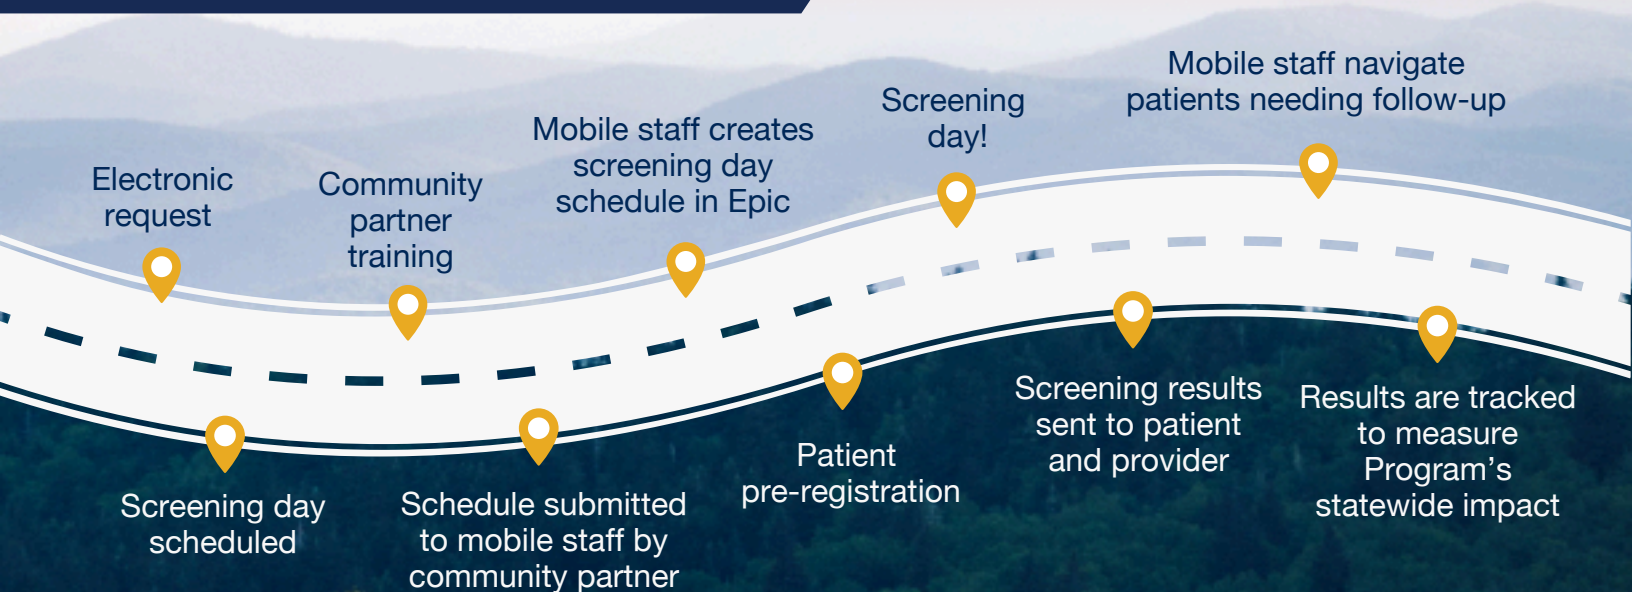 Electronic
request
Screening day
scheduled
Community
partner
training
Schedule submitted
to mobile staff by
community partner
Mobile staff creates
screening day
schedule in Epic
Patient
pre-registration
Screening
day!
Screening results
sent to patient
and provider
Mobile staff navigate
patients needing follow-up
Results are tracked
to measure
Program’s
statewide impact